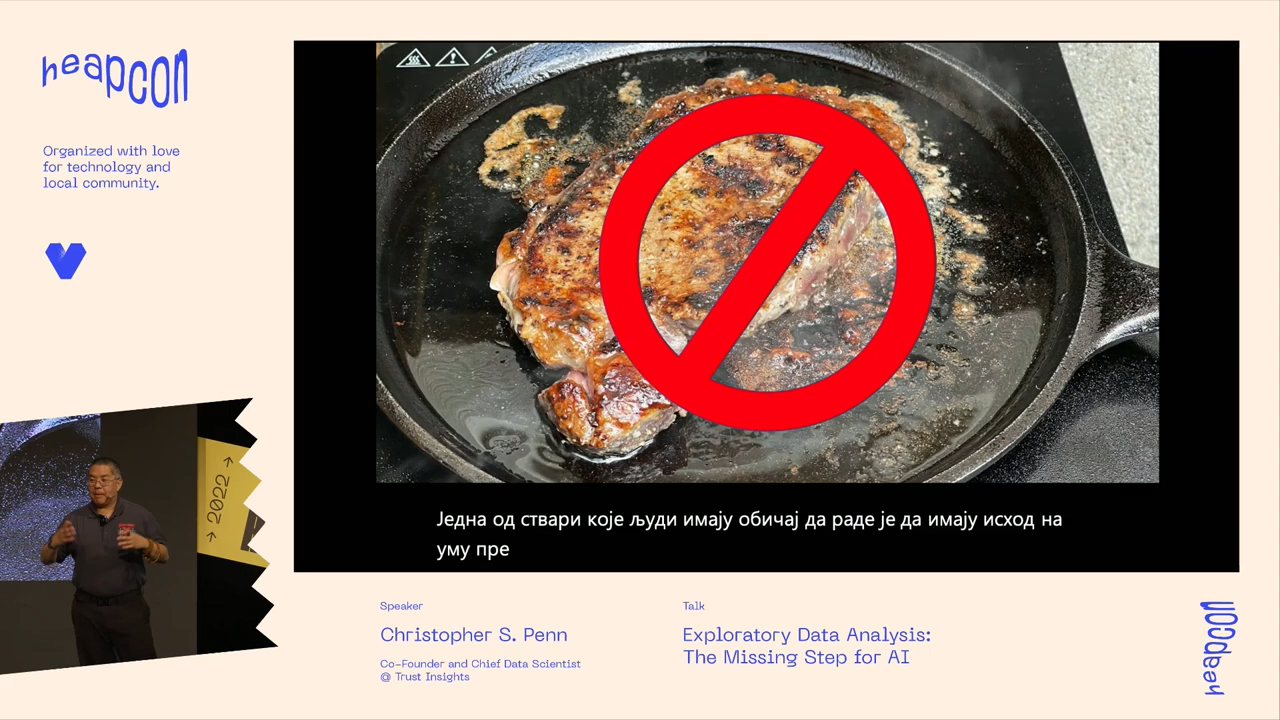 heapcon
Organized with love
for technology and
local community.
→ 2022 →
Једна од ствари које људи имају обичај да раде је да имају исход на
уму пре
Speaker
Christopher S. Penn
Co-Founder and Chief Data Scientist
@ Trust Insights
Talk
Exploratory Data Analysis:
The Missing Step for AI
heapcon